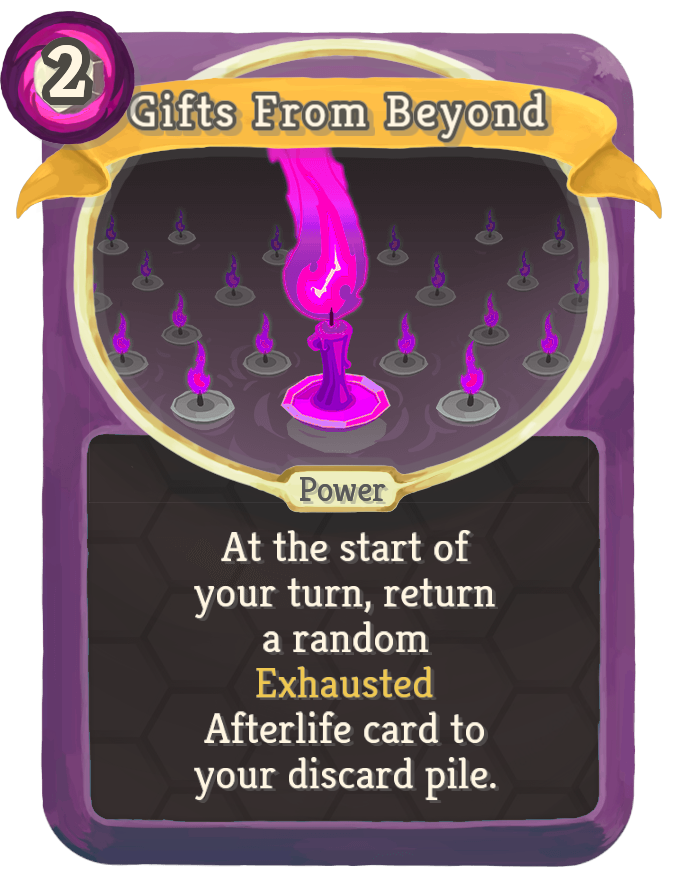 2
Gifts From Beyond
Power
At the start of
your turn, return
a random
Exhausted
Afterlife card to
your discard pile.